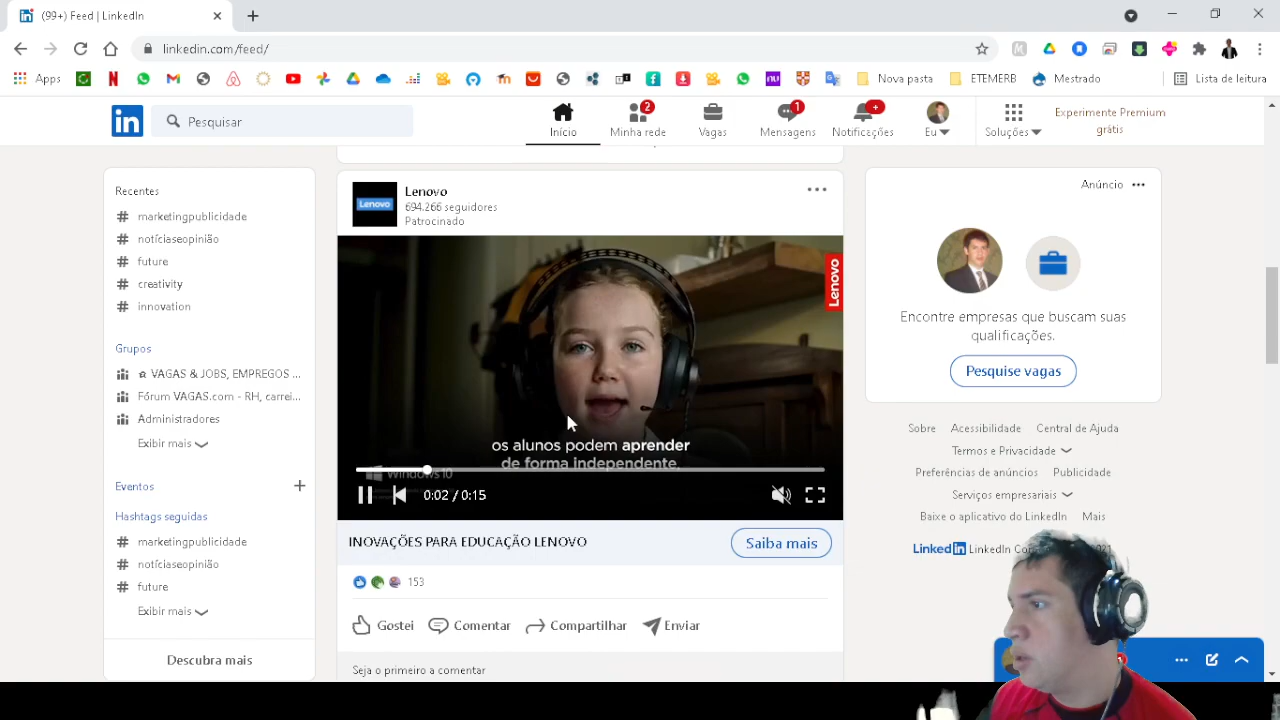 (99+) Feed | LinkedIn
linkedin.com/feed/
Apps
Nova pasta
ETEMERB
Mestrado
Lista de leitura
in
Pesquisar
Início
2
Minha rede
Vagas
1
Mensagens
+
Notificações
Eu
Soluções
Experimente Premium
grátis
Recentes
# marketingpublicidade
# notíciaseopinião
# future
# creativity
# innovation
Grupos
VAGAS & JOBS, EMPREGOS ...
Fórum VAGAS.com - RH, carrei...
Administradores
Exibir mais
Eventos
+
Hashtags seguidas
# marketingpublicidade
# notíciaseopinião
# future
Exibir mais
Descubra mais
Lenovo
Lenovo
694.266 seguidores
Patrocinado
Lenovo
os alunos podem aprender
de forma independente,
Windows 10
0:02 / 0:15
INOVAÇÕES PARA EDUCAÇÃO LENOVO
Saiba mais
153
Gostei
Comentar
Compartilhar
Enviar
Seja o primeiro a comentar
Anúncio
Encontre empresas que buscam suas
qualificações.
Pesquise vagas
Sobre Acessibilidade Central de Ajuda
Termos e Privacidade
Preferências de anúncios Publicidade
Serviços empresariais
Baixe o aplicativo do LinkedIn Mais
LinkedIn LinkedIn